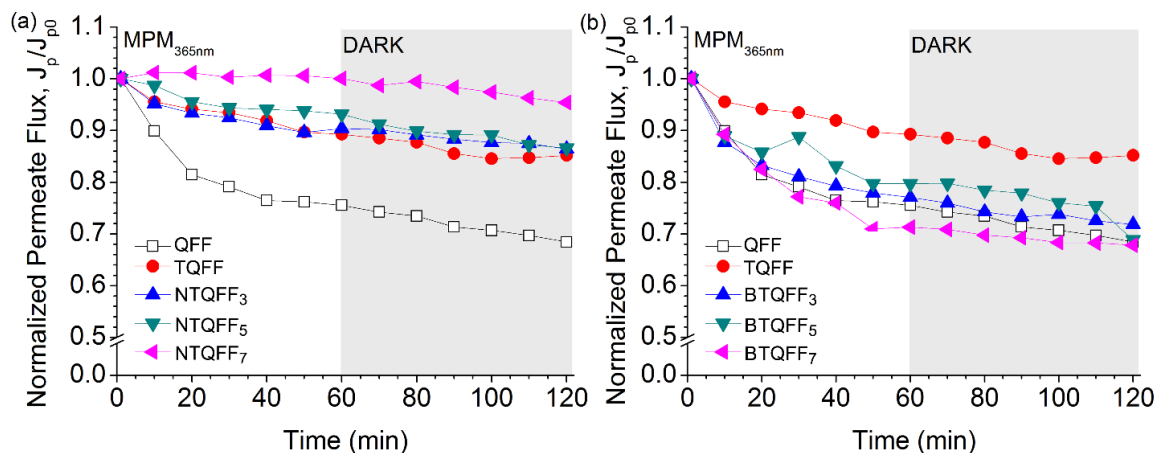 (a)
MPM365nm
DARK
Normalized Permeate Flux, Jp/Jp0
1.1
1.0
0.9
0.8
0.7
0.6
0.5
0.0
QFF
TQFF
NTQFF3
NTQFF5
NTQFF7
0 20 40 60 80 100 120
Time (min)
(b)
MPM365nm
DARK
Normalized Permeate Flux, Jp/Jp0
1.1
1.0
0.9
0.8
0.7
0.6
0.5
0.0
QFF
TQFF
BTQFF3
BTQFF5
BTQFF7
0 20 40 60 80 100 120
Time (min)